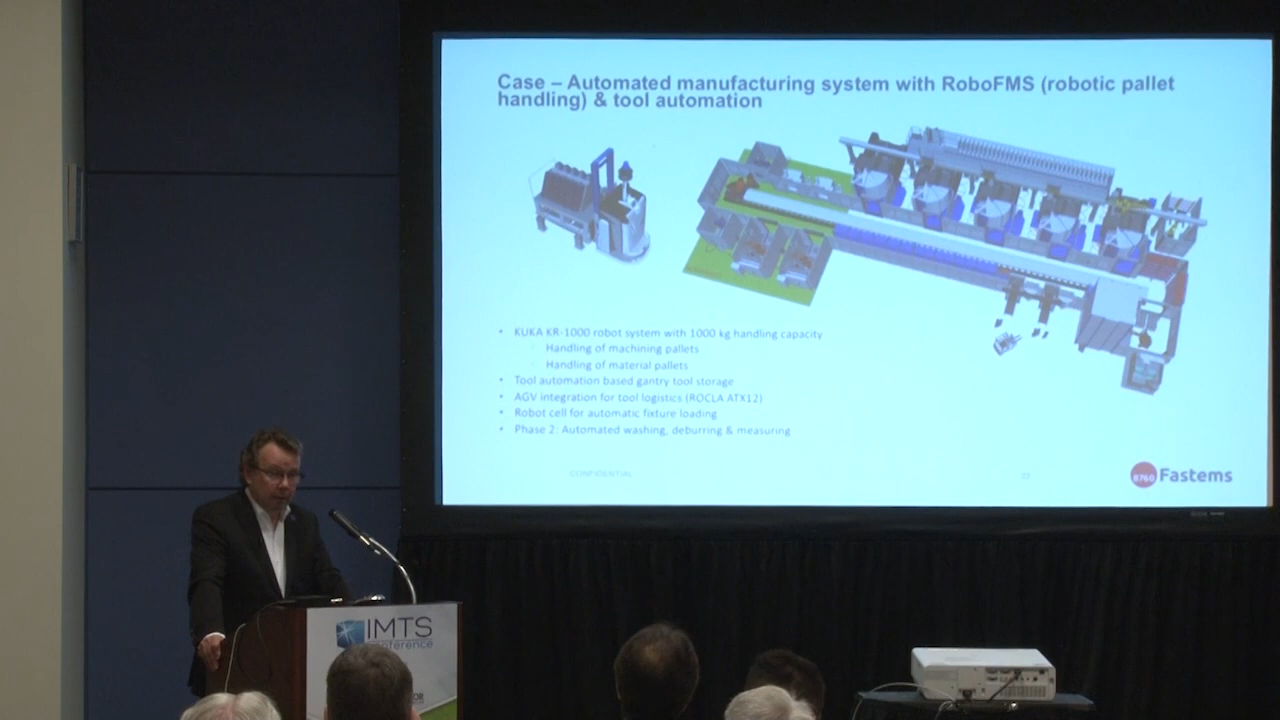 Case – Automated manufacturing system with RoboFMS (robotic pallet
handling) & tool automation
• KUKA KR-1000 robot system with 1000 kg handling capacity
Handling of machining pallets
Handling of material pallets
• Tool automation based gantry tool storage
• AGV integration for tool logistics (ROCLA ATX12)
• Robot cell for automatic fixture loading
• Phase 2: Automated washing, deburring & measuring
CONFIDENTIAL
8760 Fastems
IMTS
conference